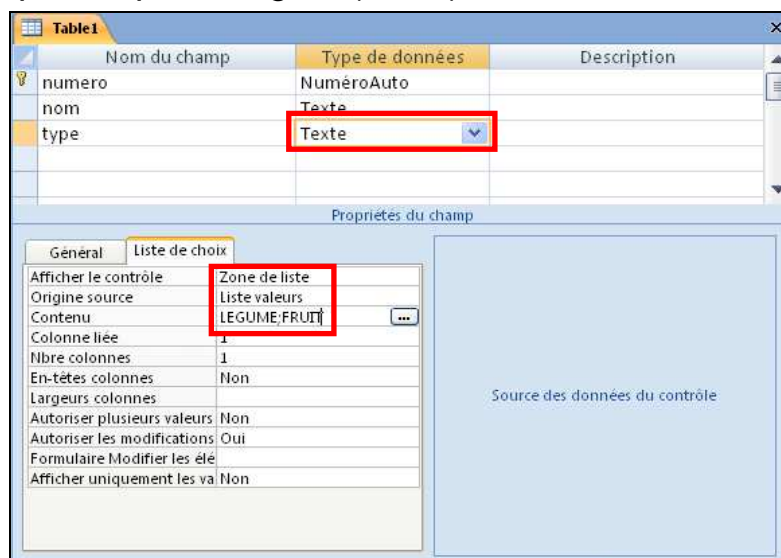 Table1
Nom du champ Type de données Description
numero NuméroAuto
nom Texte
type Texte
Propriétés du champ
Général Liste de choix
Afficher le contrôle Zone de liste
Origine source Liste valeurs
Contenu LEGUME;FRUIT
Colonne liée 1
Nbre colonnes 1
En-têtes colonnes Non
Largeurs colonnes
Autoriser plusieurs valeurs Non
Autoriser les modifications Oui
Formulaire Modifier les élé
Afficher uniquement les va Non
Source des données du contrôle